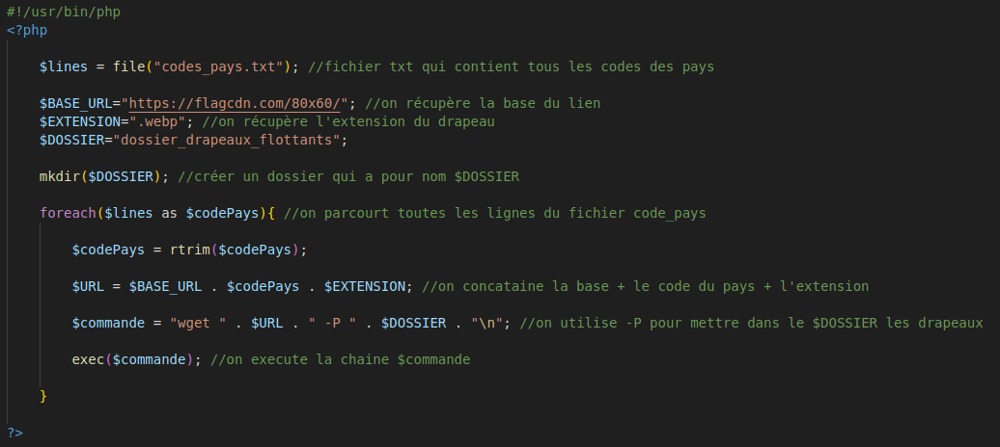 #!/usr/bin/php
<?php
$lines = file("codes_pays.txt"); //fichier txt qui contient tous les codes des pays
$BASE_URL="https://flagcdn.com/80x60/"; //on récupère la base du lien
$EXTENSION=".webp"; //on récupère l'extension du drapeau
$DOSSIER="dossier_drapeaux_flottants";
mkdir($DOSSIER); //créer un dossier qui a pour nom $DOSSIER
foreach($lines as $codePays){ //on parcourt toutes les lignes du fichier code_pays
$codePays = rtrim($codePays);
$URL = $BASE_URL . $codePays . $EXTENSION; //on concataine la base + le code du pays + l'extension
$commande = "wget " . $URL . " -P " . $DOSSIER . "\n"; //on utilise -P pour mettre dans le $DOSSIER les drapeaux
exec($commande); //on execute la chaine $commande
}
?>